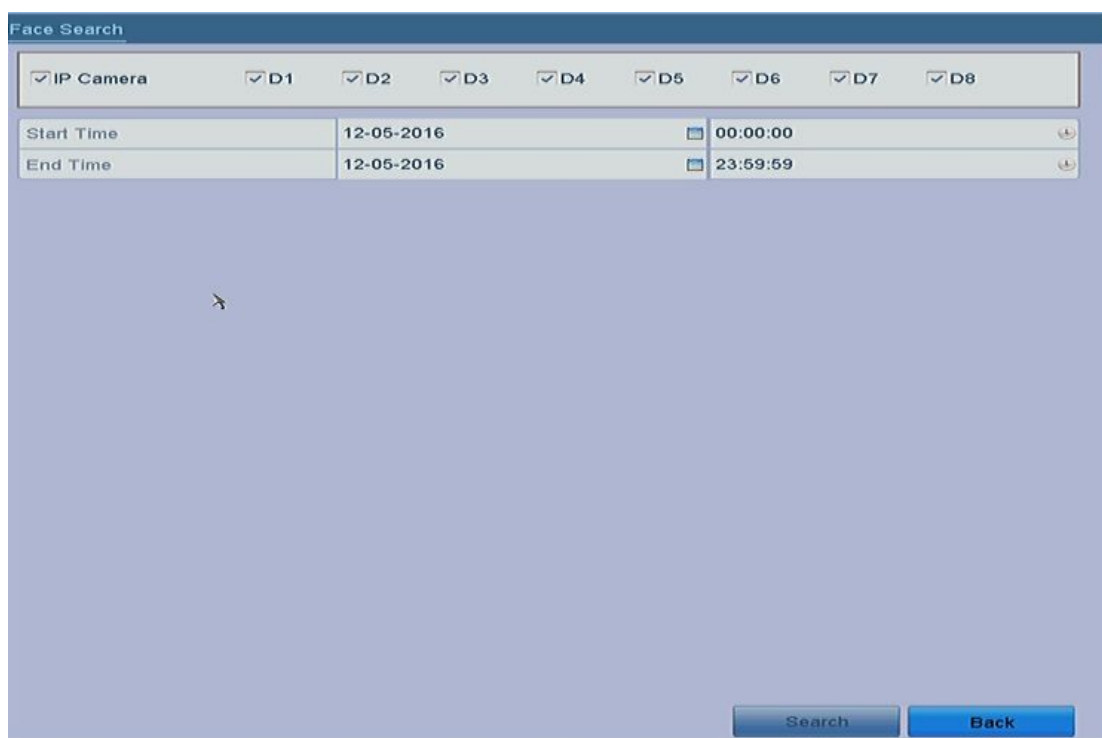 Face Search
IP Camera D1 D2 D3 D4 D5 D6 D7 D8
Start Time 12-05-2016 00:00:00
End Time 12-05-2016 23:59:59
Search Back